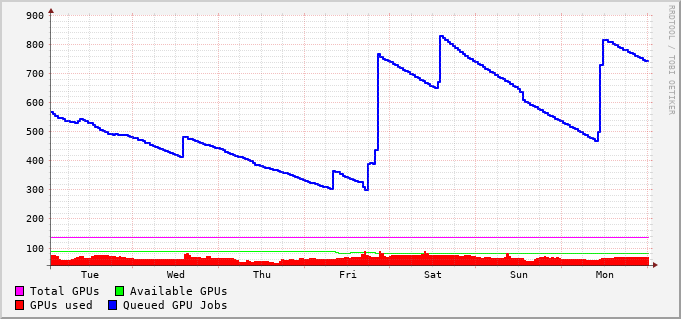 900
800
700
600
500
400
300
200
100
Tue Wed Thu Fri Sat Sun Mon
Total GPUs Available GPUs
GPUs used Queued GPU Jobs
RRDTOOL / TOBI OETIKER